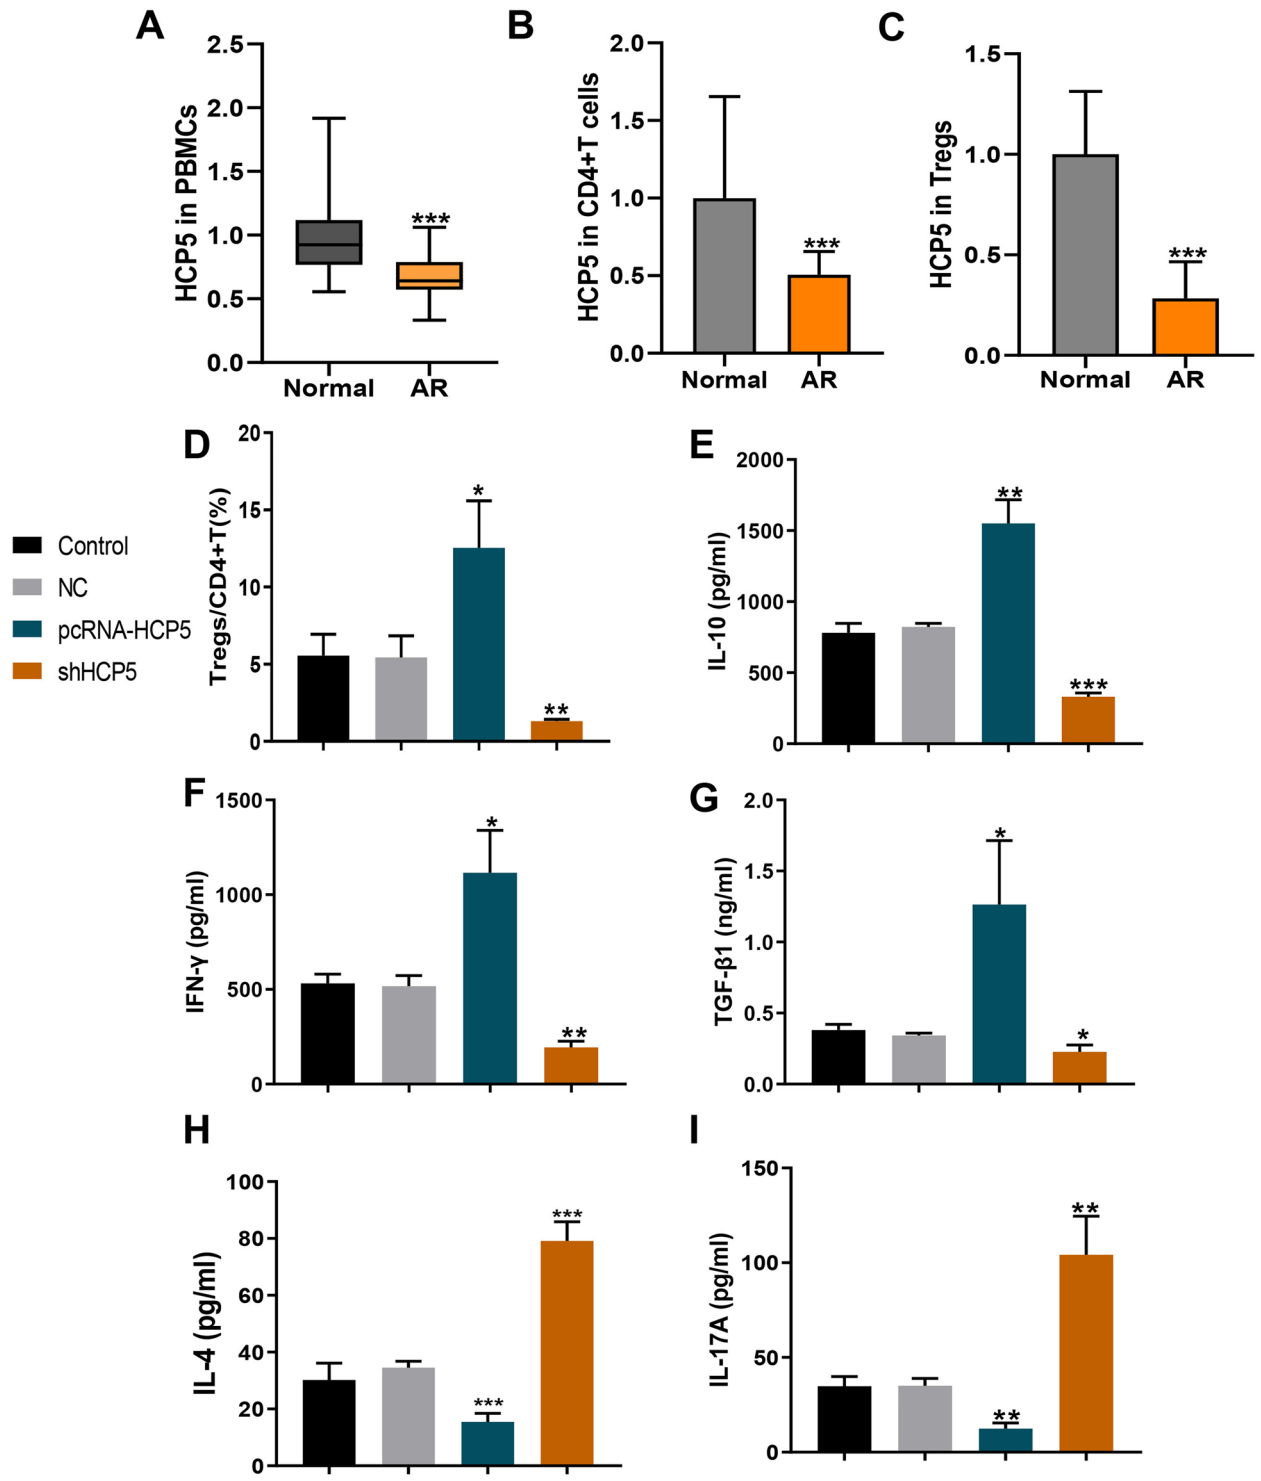 A
HCP5 in PBMCs
2.5
2.0
1.5
1.0
0.5
0.0
***
Normal AR
B
HCP5 in CD4+T cells
2.0
1.5
1.0
0.5
0.0
***
Normal AR
C
HCP5 in Tregs
1.5
1.0
0.5
0.0
***
Normal AR
Control
NC
pcRNA-HCP5
shHCP5
D
Tregs/CD4+T(%)
20
15
10
5
0
*
**
E
IL-10 (pg/ml)
2000
1500
1000
500
0
**
***
F
IFN-γ (pg/ml)
1500
1000
500
0
*
**
G
TGF-β1 (ng/ml)
2.0
1.5
1.0
0.5
0.0
*
*
H
IL-4 (pg/ml)
100
80
60
40
20
0
***
***
I
IL-17A (pg/ml)
150
100
50
0
**
**